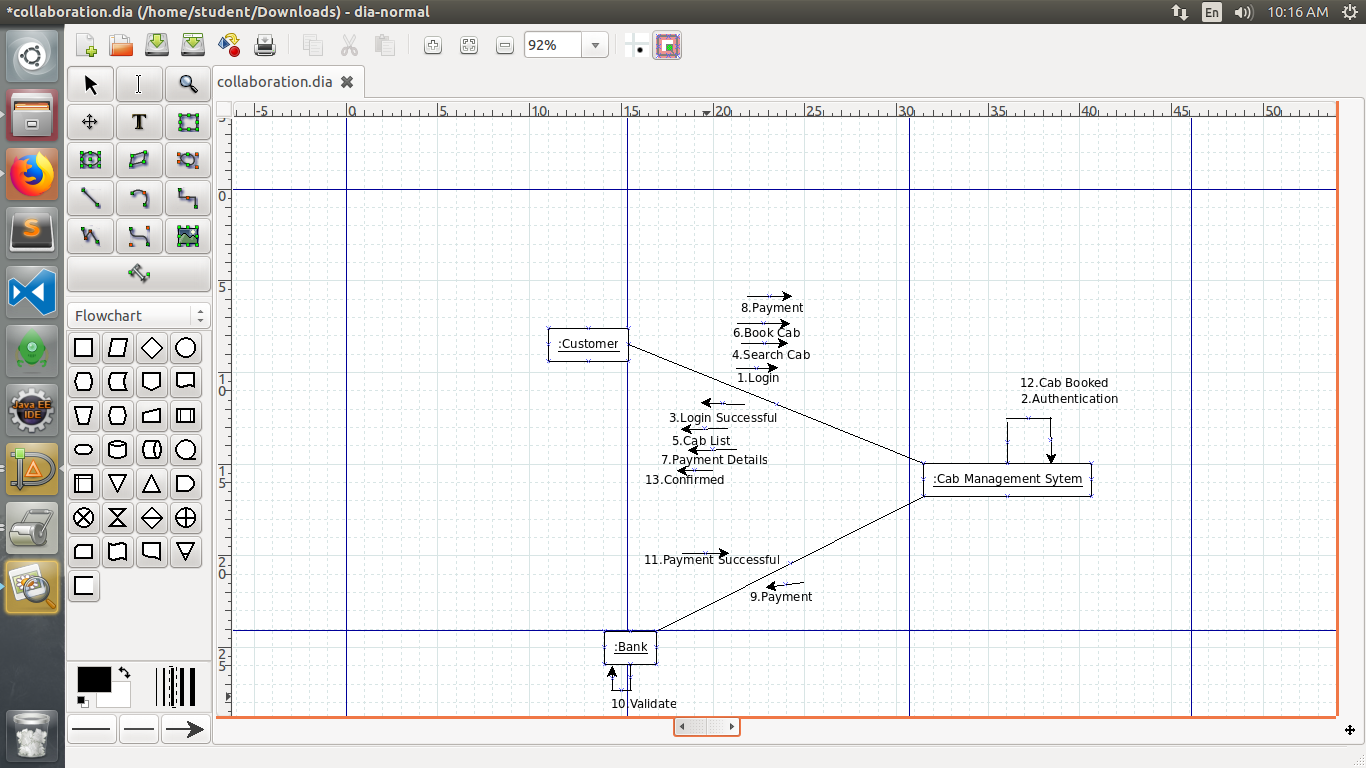 *collaboration.dia (/home/student/Downloads) - dia-normal
En
10:16 AM
92%
collaboration.dia
-5 0 5 10 15 20 25 30 35 40 45 50
T
S
Flowchart
Java EE
IDE
0
5
10
15
20
25
8.Payment
:Customer
6.Book Cab
4.Search Cab
1.Login
12.Cab Booked
2.Authentication
3.Login Successful
5.Cab List
7.Payment Details
13.Confirmed
:Cab Management Sytem
11.Payment Successful
9.Payment
:Bank
10.Validate